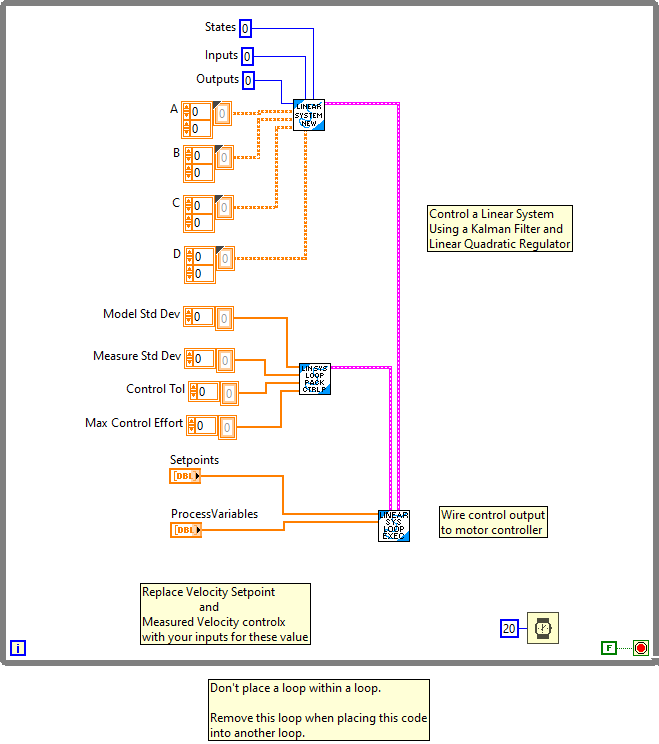 States 0
Inputs 0
Outputs 0
LINEAR
SYSTEM
NEW
A 0 0
0
B 0 0
0
C 0 0
0
D 0 0
0
Control a Linear System
Using a Kalman Filter and
Linear Quadratic Regulator
Model Std Dev 0 0
Measure Std Dev 0 0
Control Tol 0 0
Max Control Effort 0 0
LINSYS
LOOP
PACK
CTRLP
Setpoints
DBL
ProcessVariables
DBL
LINEAR
SYS
LOOP
EXEC
Wire control output
to motor controller
Replace Velocity Setpoint
and
Measured Velocity controlx
with your inputs for these value
20
i
F
Don't place a loop within a loop.
Remove this loop when placing this code
into another loop.